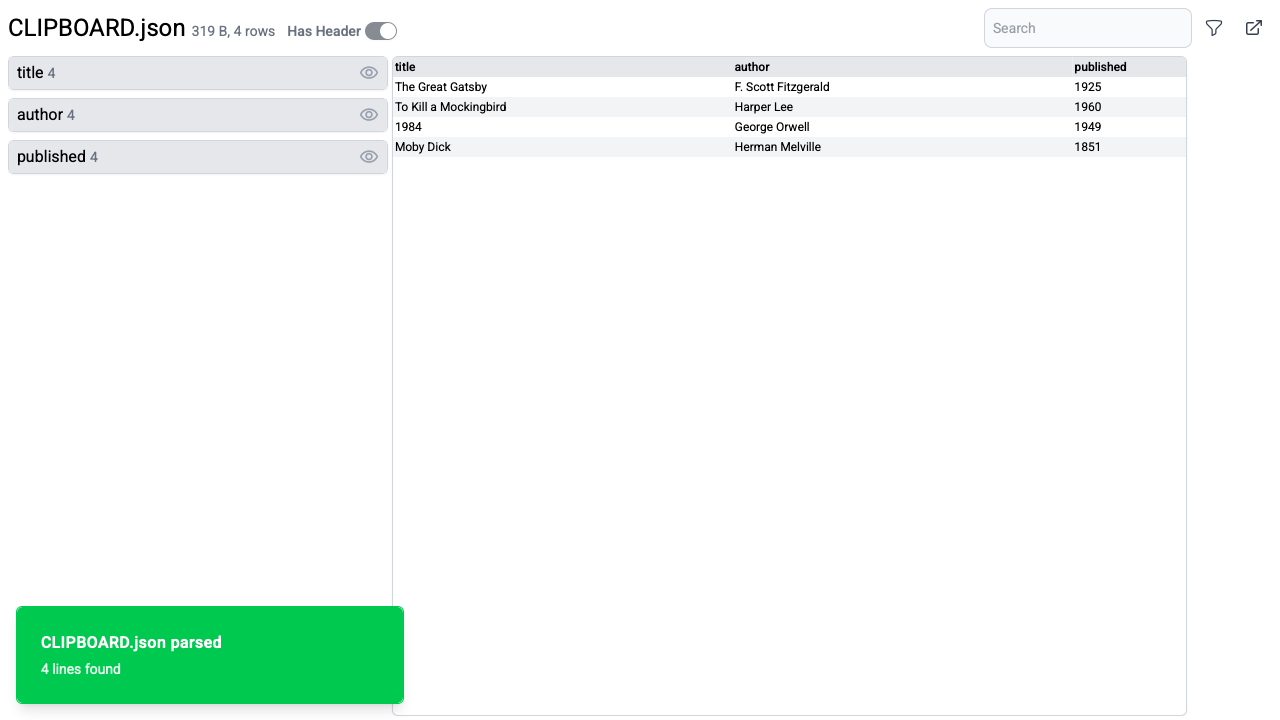 CLIPBOARD.json 319 B, 4 rows Has Header
Search
title 4
author 4
published 4
title author published
The Great Gatsby F. Scott Fitzgerald 1925
To Kill a Mockingbird Harper Lee 1960
1984 George Orwell 1949
Moby Dick Herman Melville 1851
CLIPBOARD.json parsed
4 lines found